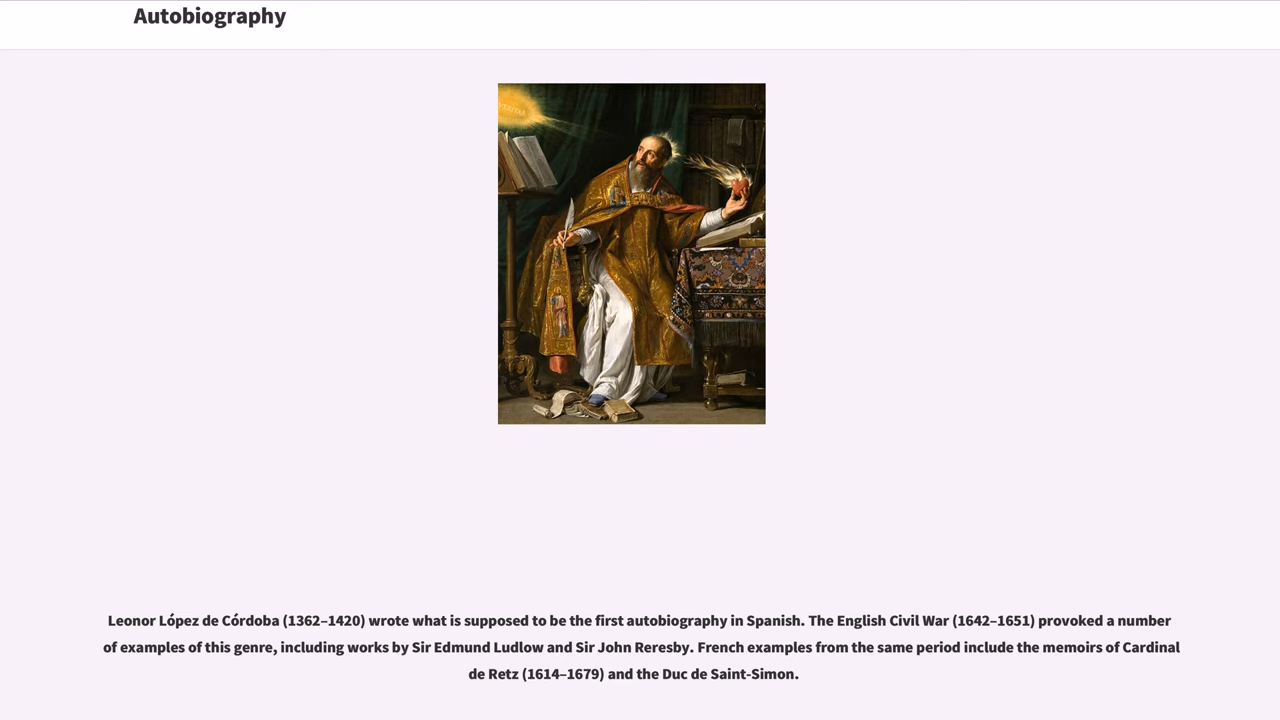 Autobiography
VERITAS
Leonor López de Córdoba (1362–1420) wrote what is supposed to be the first autobiography in Spanish. The English Civil War (1642–1651) provoked a number
of examples of this genre, including works by Sir Edmund Ludlow and Sir John Reresby. French examples from the same period include the memoirs of Cardinal
de Retz (1614–1679) and the Duc de Saint-Simon.